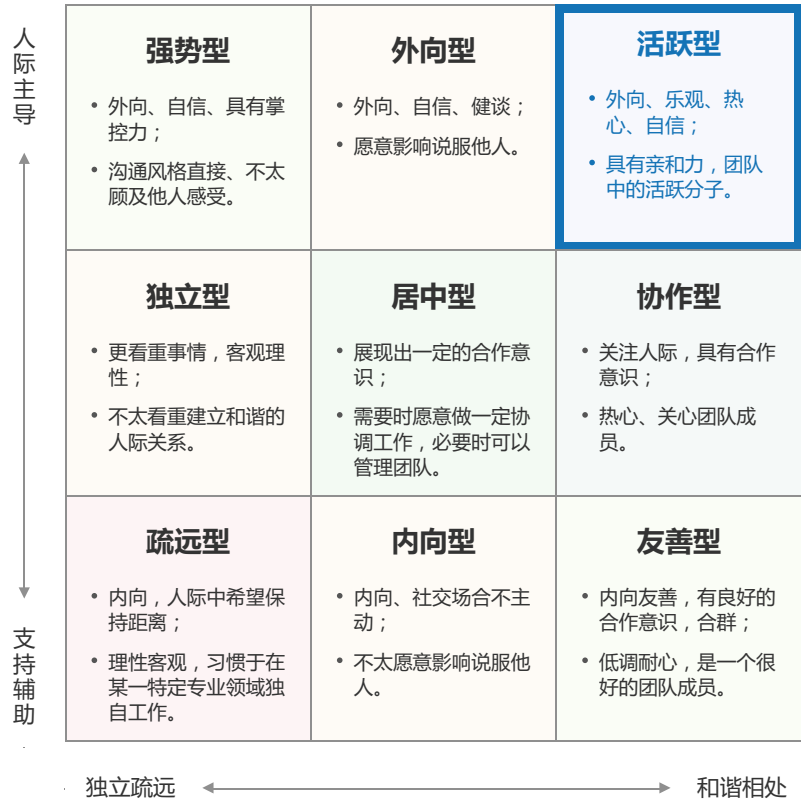 人际主导
强势型
• 外向、自信、具有掌
控力；
• 沟通风格直接、不太
顾及他人感受。
外向型
• 外向、自信、健谈；
• 愿意影响说服他人。
活跃型
• 外向、乐观、热
心、自信；
• 具有亲和力，团队
中的活跃分子。
独立型
• 更看重事情，客观理
性；
• 不太看重建立和谐的
人际关系。
居中型
• 展现出一定的合作意
识；
• 需要时愿意做一定协
调工作，必要时可以
管理团队。
协作型
• 关注人际，具有合作
意识；
• 热心、关心团队成
员。
疏远型
• 内向，人际中希望保
持距离；
• 理性客观，习惯于在
某一特定专业领域独
自工作。
内向型
• 内向、社交场合不主
动；
• 不太愿意影响说服他
人。
友善型
• 内向友善，有良好的
合作意识，合群；
• 低调耐心，是一个很
好的团队成员。
支持辅助
独立疏远
和谐相处